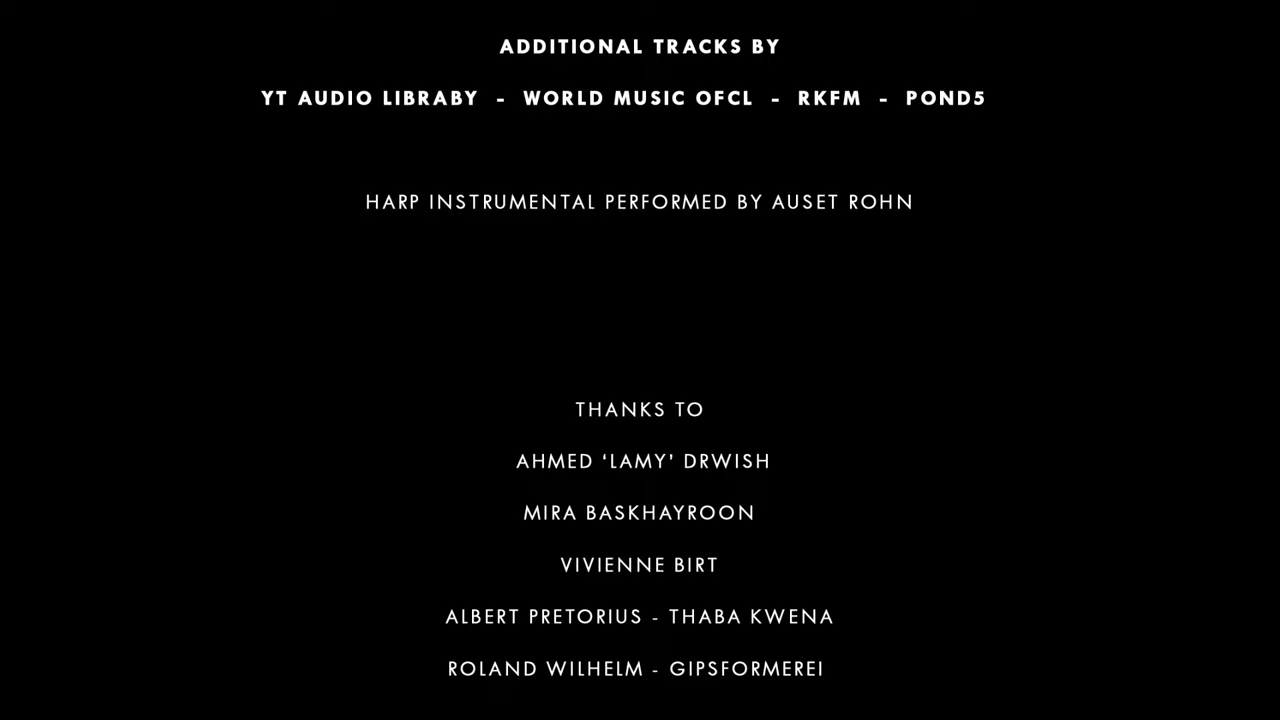 ADDITIONAL TRACKS BY
YT AUDIO LIBRABY - WORLD MUSIC OFCL - RKFM - POND5
HARP INSTRUMENTAL PERFORMED BY AUSET ROHN
THANKS TO
AHMED ‘LAMY’ DRWISH
MIRA BASKHAYROON
VIVIENNE BIRT
ALBERT PRETORIUS - THABA KWENA
ROLAND WILHELM - GIPSFORMEREI